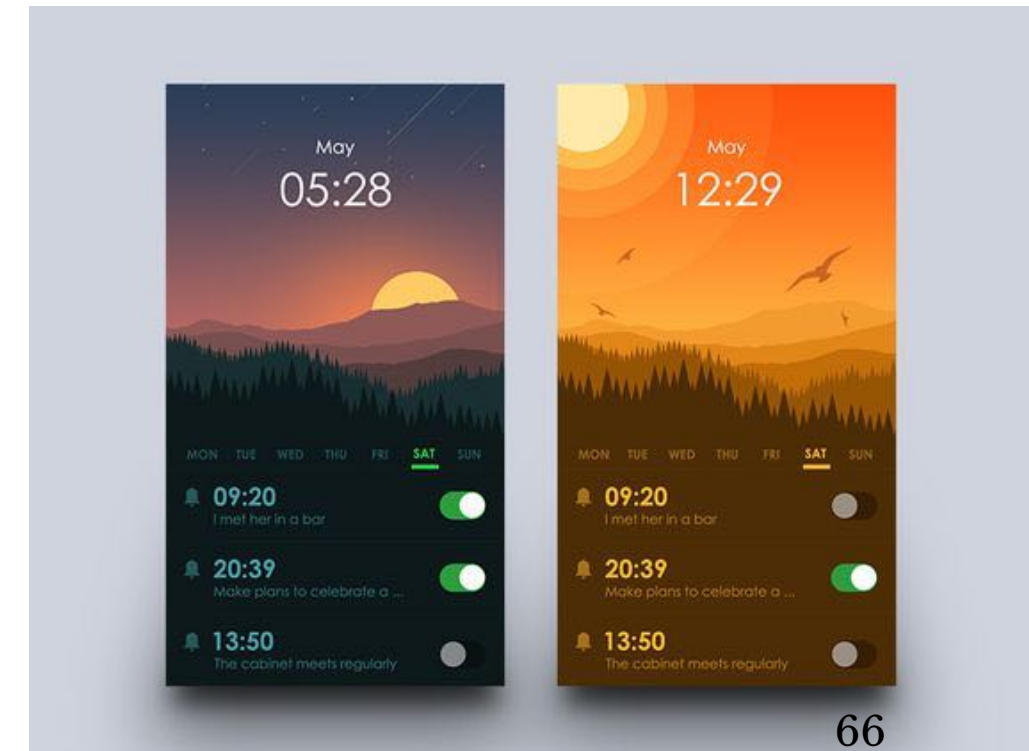 May
05:28
MON TUE WED THU FRI SAT SUN
09:20
I met her in a bar
20:39
Make plans to celebrate a ...
13:50
The cabinet meets regularly
May
12:29
MON TUE WED THU FRI SAT SUN
09:20
I met her in a bar
20:39
Make plans to celebrate a ...
13:50
The cabinet meets regularly
66